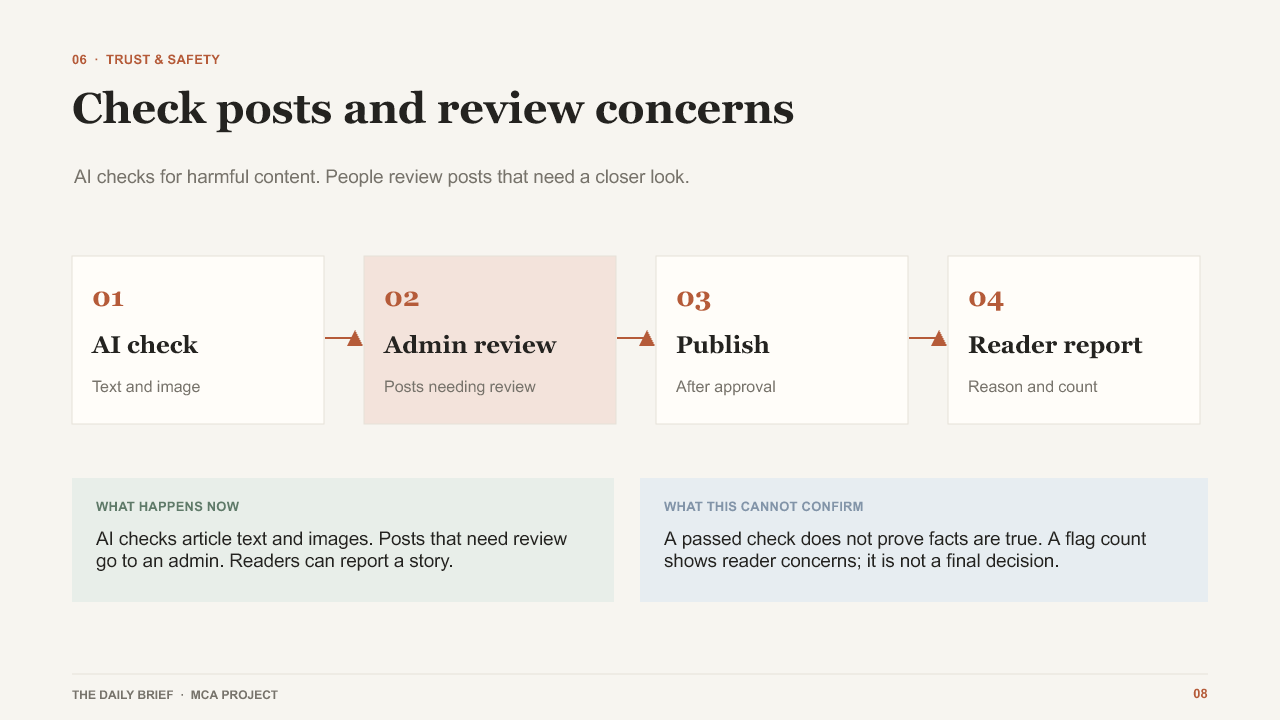 06 · TRUST & SAFETY
Check posts and review concerns
AI checks for harmful content. People review posts that need a closer look.
01
AI check
Text and image
02
Admin review
Posts needing review
03
Publish
After approval
04
Reader report
Reason and count
WHAT HAPPENS NOW
AI checks article text and images. Posts that need review
go to an admin. Readers can report a story.
WHAT THIS CANNOT CONFIRM
A passed check does not prove facts are true. A flag count
shows reader concerns; it is not a final decision.
THE DAILY BRIEF · MCA PROJECT
08